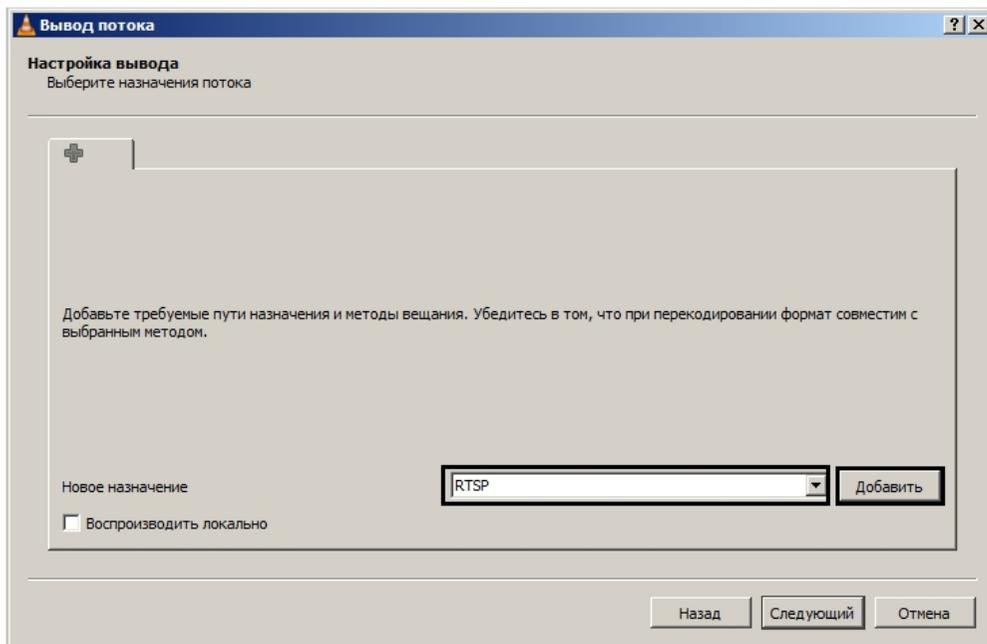 Вывод потока
Настройка вывода
Выберите назначения потока
Добавьте требуемые пути назначения и методы вещания. Убедитесь в том, что при перекодировании формат совместим с
выбранным методом.
Новое назначение
RTSP
Добавить
Воспроизводить локально
Назад
Следующий
Отмена